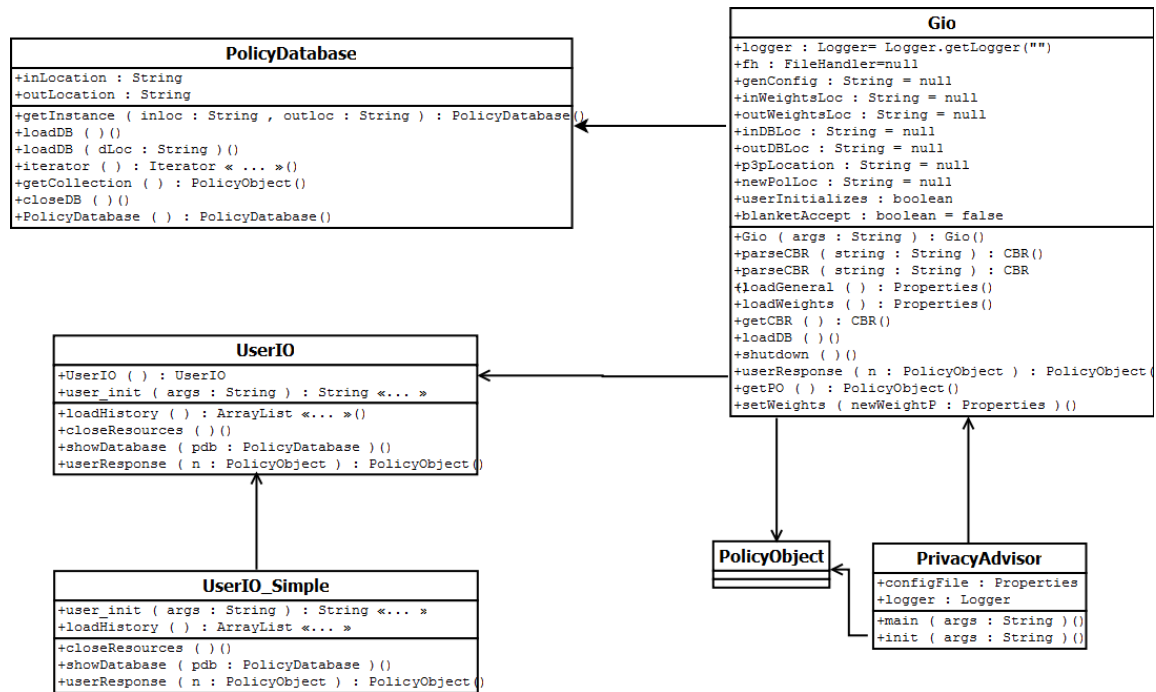 PolicyDatabase
+inLocation : String
+outLocation : String
+getInstance ( inloc : String , outloc : String ) : PolicyDatabase()
+loadDB ( )()
+loadDB ( dLoc : String )()
+iterator ( ) : Iterator « ... »()
+getCollection ( ) : PolicyObject()
+closeDB ( )()
+PolicyDatabase ( ) : PolicyDatabase()
Gio
+logger : Logger= Logger.getLogger("")
+fh : FileHandler=null
+genConfig : String = null
+inWeightsLoc : String = null
+outWeightsLoc : String = null
+inDBLoc : String = null
+outDBLoc : String = null
+p3pLocation : String = null
+newPolLoc : String = null
+userInitializes : boolean
+blanketAccept : boolean = false
+Gio ( args : String ) : Gio()
+parseCBR ( string : String ) : CBR()
+parseCBR ( string : String ) : CBR
()
+loadGeneral ( ) : Properties()
+loadWeights ( ) : Properties()
+getCBR ( ) : CBR()
+loadDB ( )()
+shutdown ( )()
+userResponse ( n : PolicyObject ) : PolicyObject()
+getPO ( ) : PolicyObject()
+setWeights ( newWeightP : Properties )()
UserIO
+UserIO ( ) : UserIO
+user_init ( args : String ) : String «... »
+loadHistory ( ) : ArrayList «... »()
+closeResources ( )()
+showDatabase ( pdb : PolicyDatabase )()
+userResponse ( n : PolicyObject ) : PolicyObject()
UserIO_Simple
+user_init ( args : String ) : String «... »
+loadHistory ( ) : ArrayList «... »
+closeResources ( )()
+showDatabase ( pdb : PolicyDatabase )()
+userResponse ( n : PolicyObject ) : PolicyObject()
PolicyObject
PrivacyAdvisor
+configFile : Properties
+logger : Logger
+main ( args : String )()
+init ( args : String )()